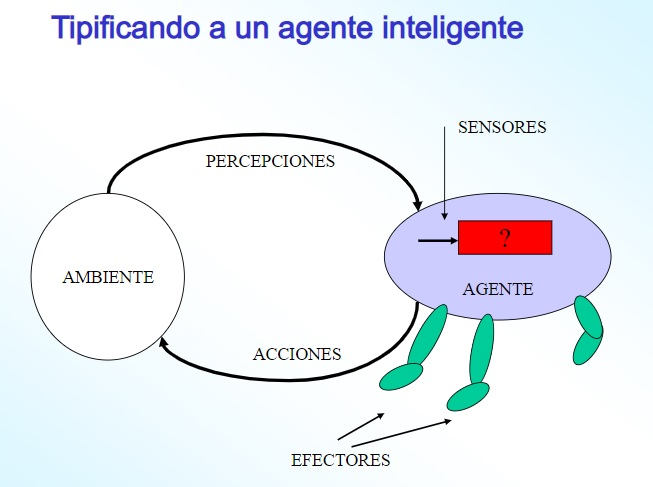 Tipificando a un agente inteligente
SENSORES
PERCEPCIONES
?
AMBIENTE
AGENTE
ACCIONES
EFECTORES